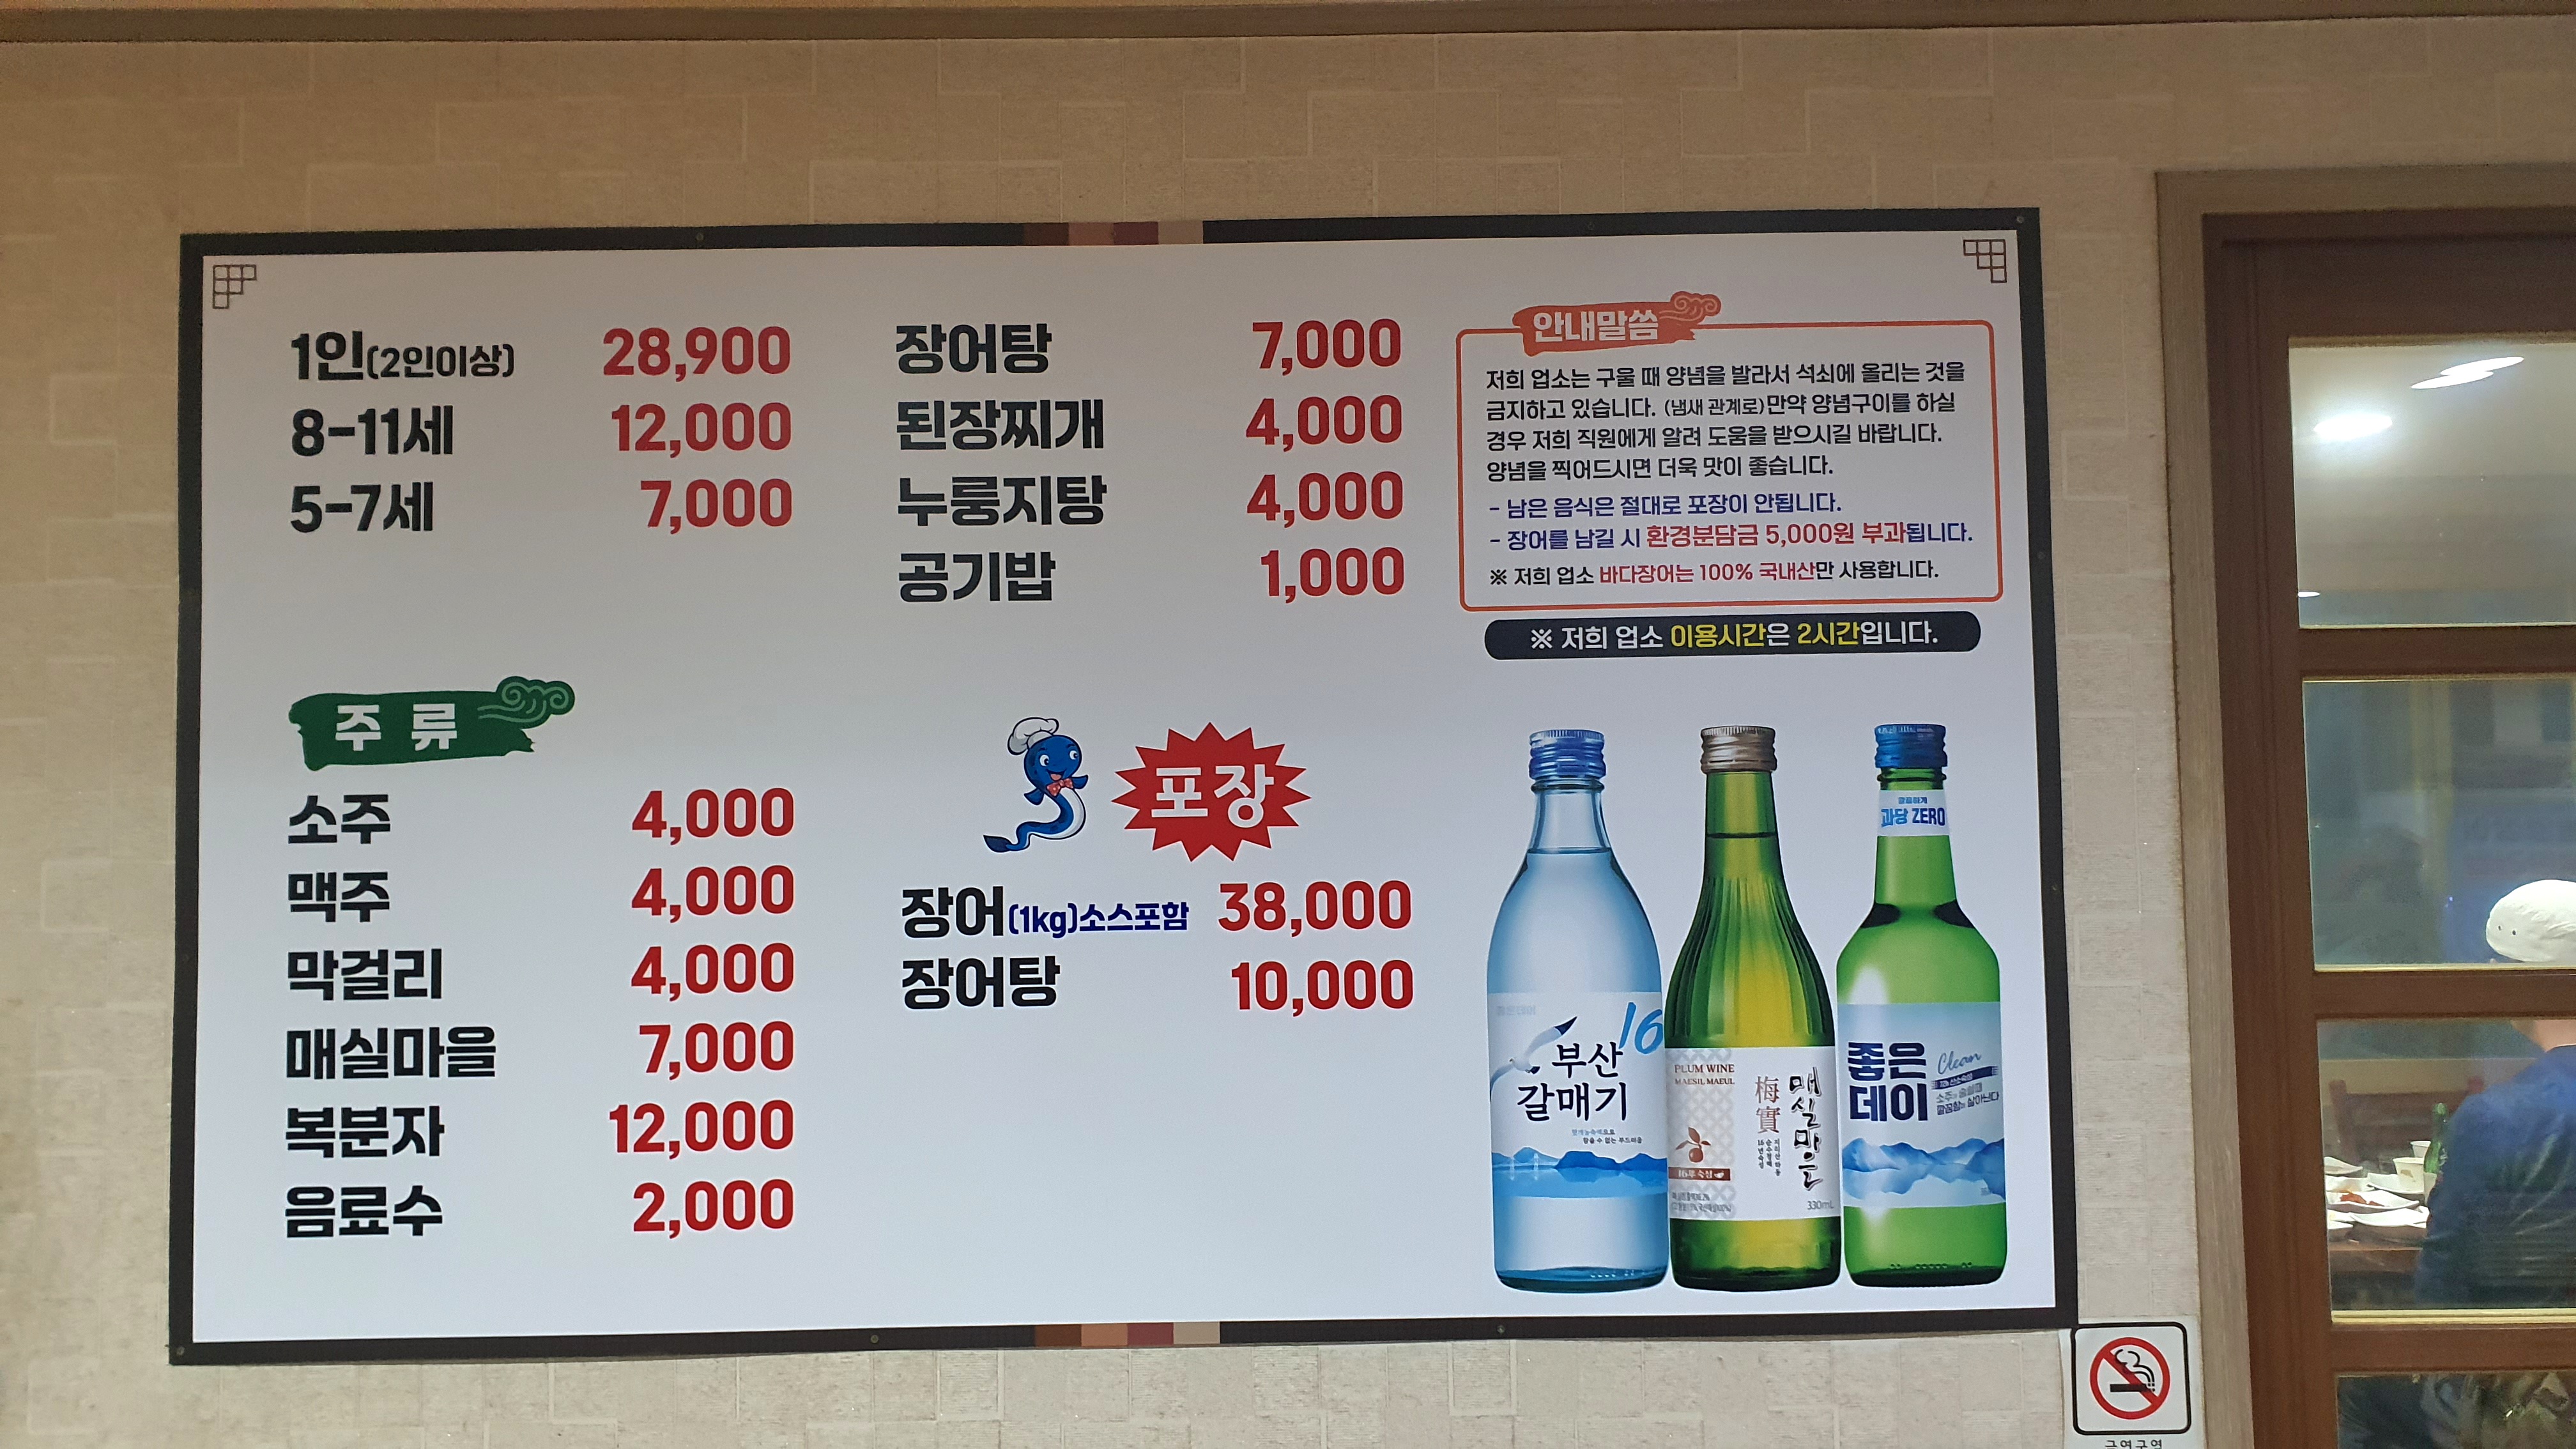 1인(2인이상) 28,900
8-11세 12,000
5-7세 7,000
장어탕 7,000
된장찌개 4,000
누룽지탕 4,000
공기밥 1,000
안내말씀
저희 업소는 구울 때 양념을 발라서 석쇠에 올리는 것을
금지하고 있습니다. (냄새 관계로)만약 양념구이를 하실
경우 저희 직원에게 알려 도움을 받으시길 바랍니다.
양념을 찍어드시면 더욱 맛이 좋습니다.
- 남은 음식은 절대로 포장이 안됩니다.
- 장어를 남길 시 환경분담금 5,000원 부과됩니다.
※ 저희 업소 바다장어는 100% 국내산만 사용합니다.
※ 저희 업소 이용시간은 2시간입니다.
주 류
소주 4,000
맥주 4,000
막걸리 4,000
매실마을 7,000
복분자 12,000
음료수 2,000
포장
장어(1kg)소스포함 38,000
장어탕 10,000
16
부산
갈매기
PLUM WINE
MAESIL MAEUL
梅實
매실마을
330mL
과당 ZERO
좋은
데이
Clean
금연구역